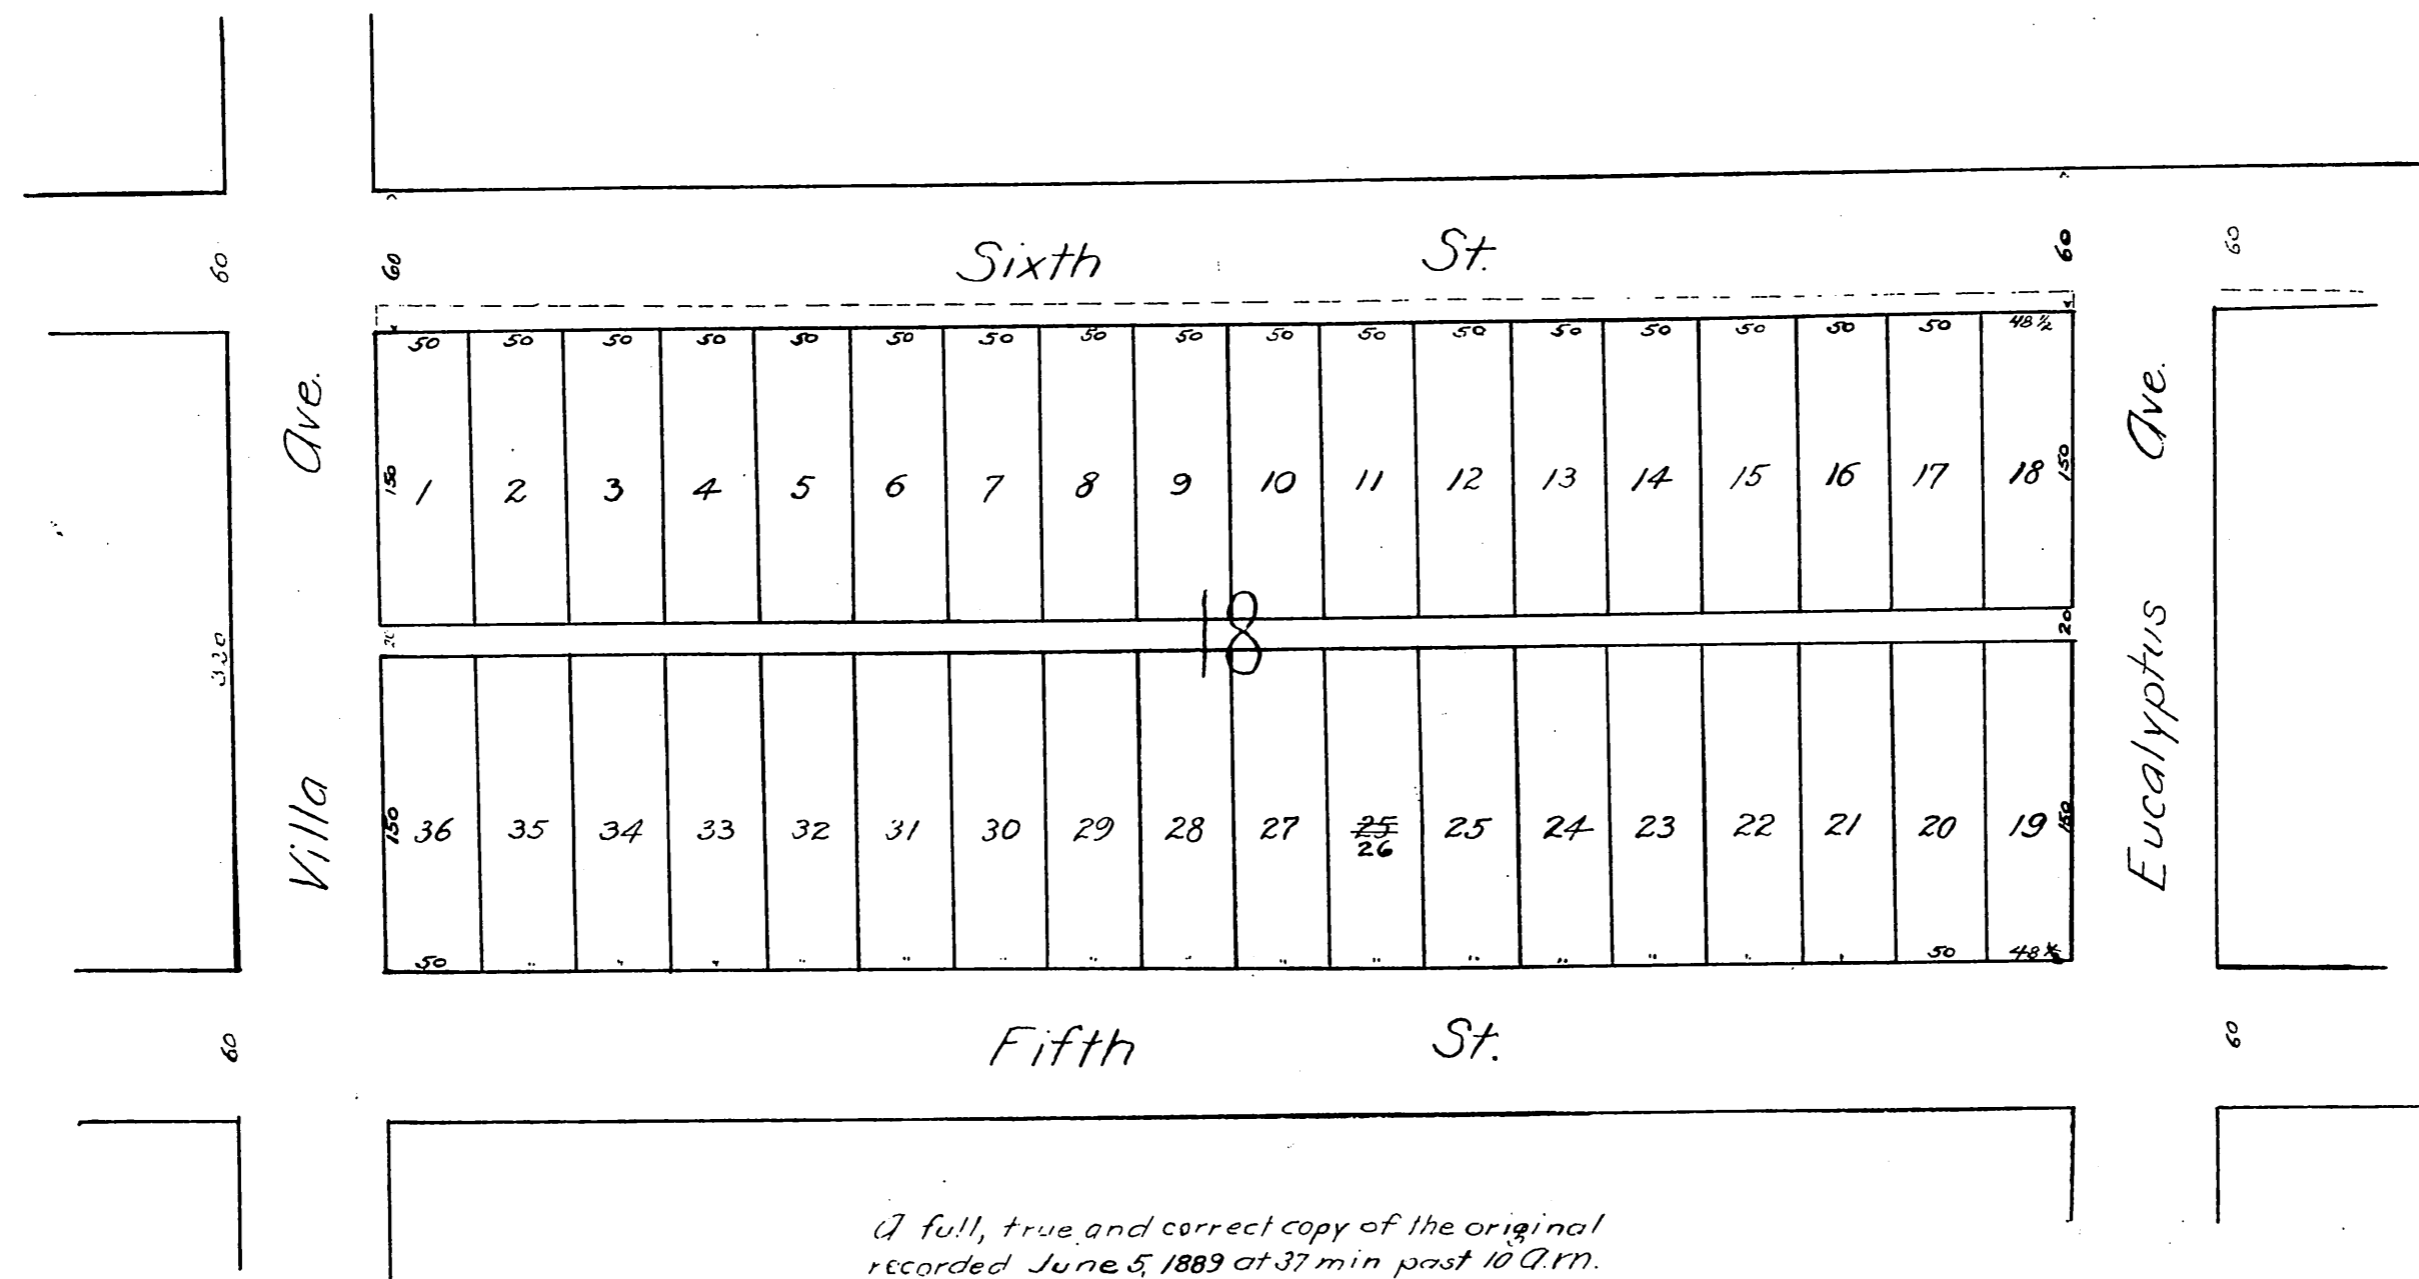 Sixth St.
60 60 60 60
50 50 50 50 50 50 50 50 50 50 50 50 50 50 50 50 50 48 ½
Villa Ave.
Eucalyptus Ave.
150 1 2 3 4 5 6 7 8 9 10 11 12 13 14 15 16 17 18 150
18
20 20
320
150 36 35 34 33 32 31 30 29 28 27 25 25 24 23 22 21 20 19 150
26
50 " " " " " " " " " " " " " " " 50 48 ½
Fifth St.
60 60
A full, true and correct copy of the original
recorded June 5, 1889 at 37 min past 10 a.m.